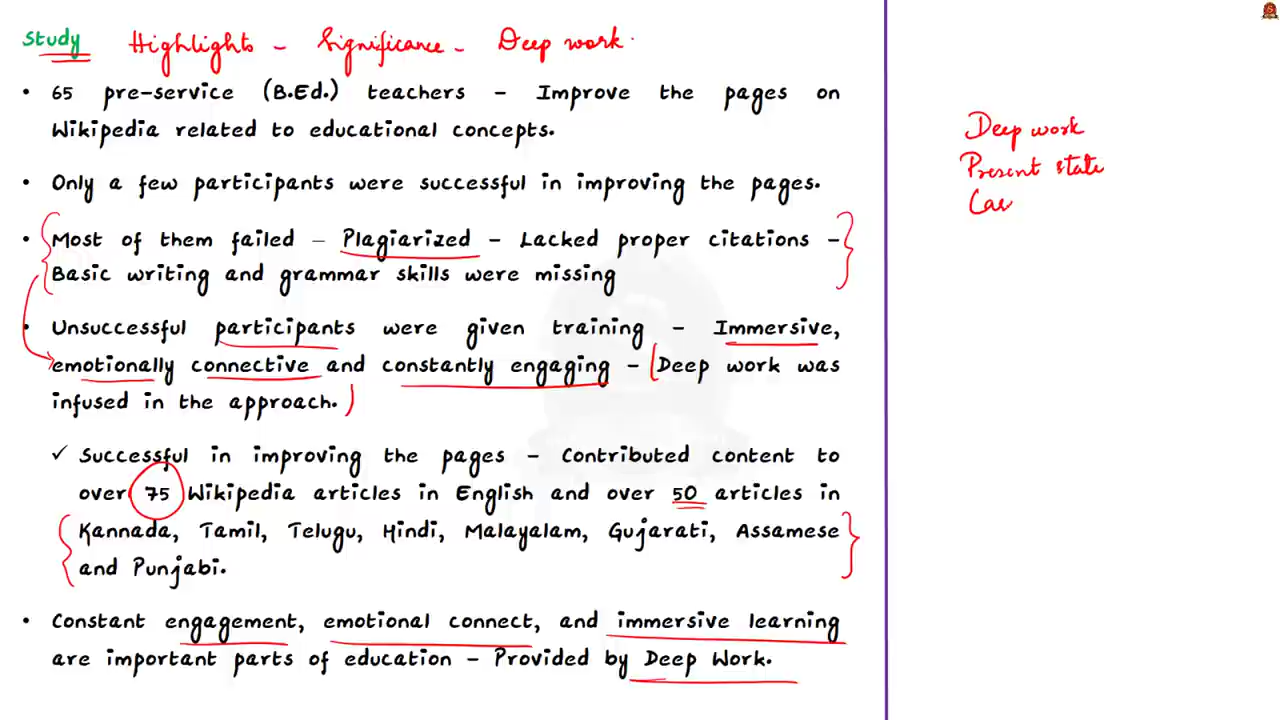 Study Highlights - Significance - Deep work.
• 65 pre-service (B.Ed.) teachers - Improve the pages on
Wikipedia related to educational concepts.
• Only a few participants were successful in improving the pages.
• Most of them failed - Plagiarized - Lacked proper citations -
Basic writing and grammar skills were missing
• Unsuccessful participants were given training - Immersive,
emotionally connective and constantly engaging - (Deep work was
infused in the approach.)
✓ Successful in improving the pages - Contributed content to
over 75 Wikipedia articles in English and over 50 articles in
Kannada, Tamil, Telugu, Hindi, Malayalam, Gujarati, Assamese
and Punjabi.
• Constant engagement, emotional connect, and immersive learning
are important parts of education - Provided by Deep Work.
Deep work
Present state